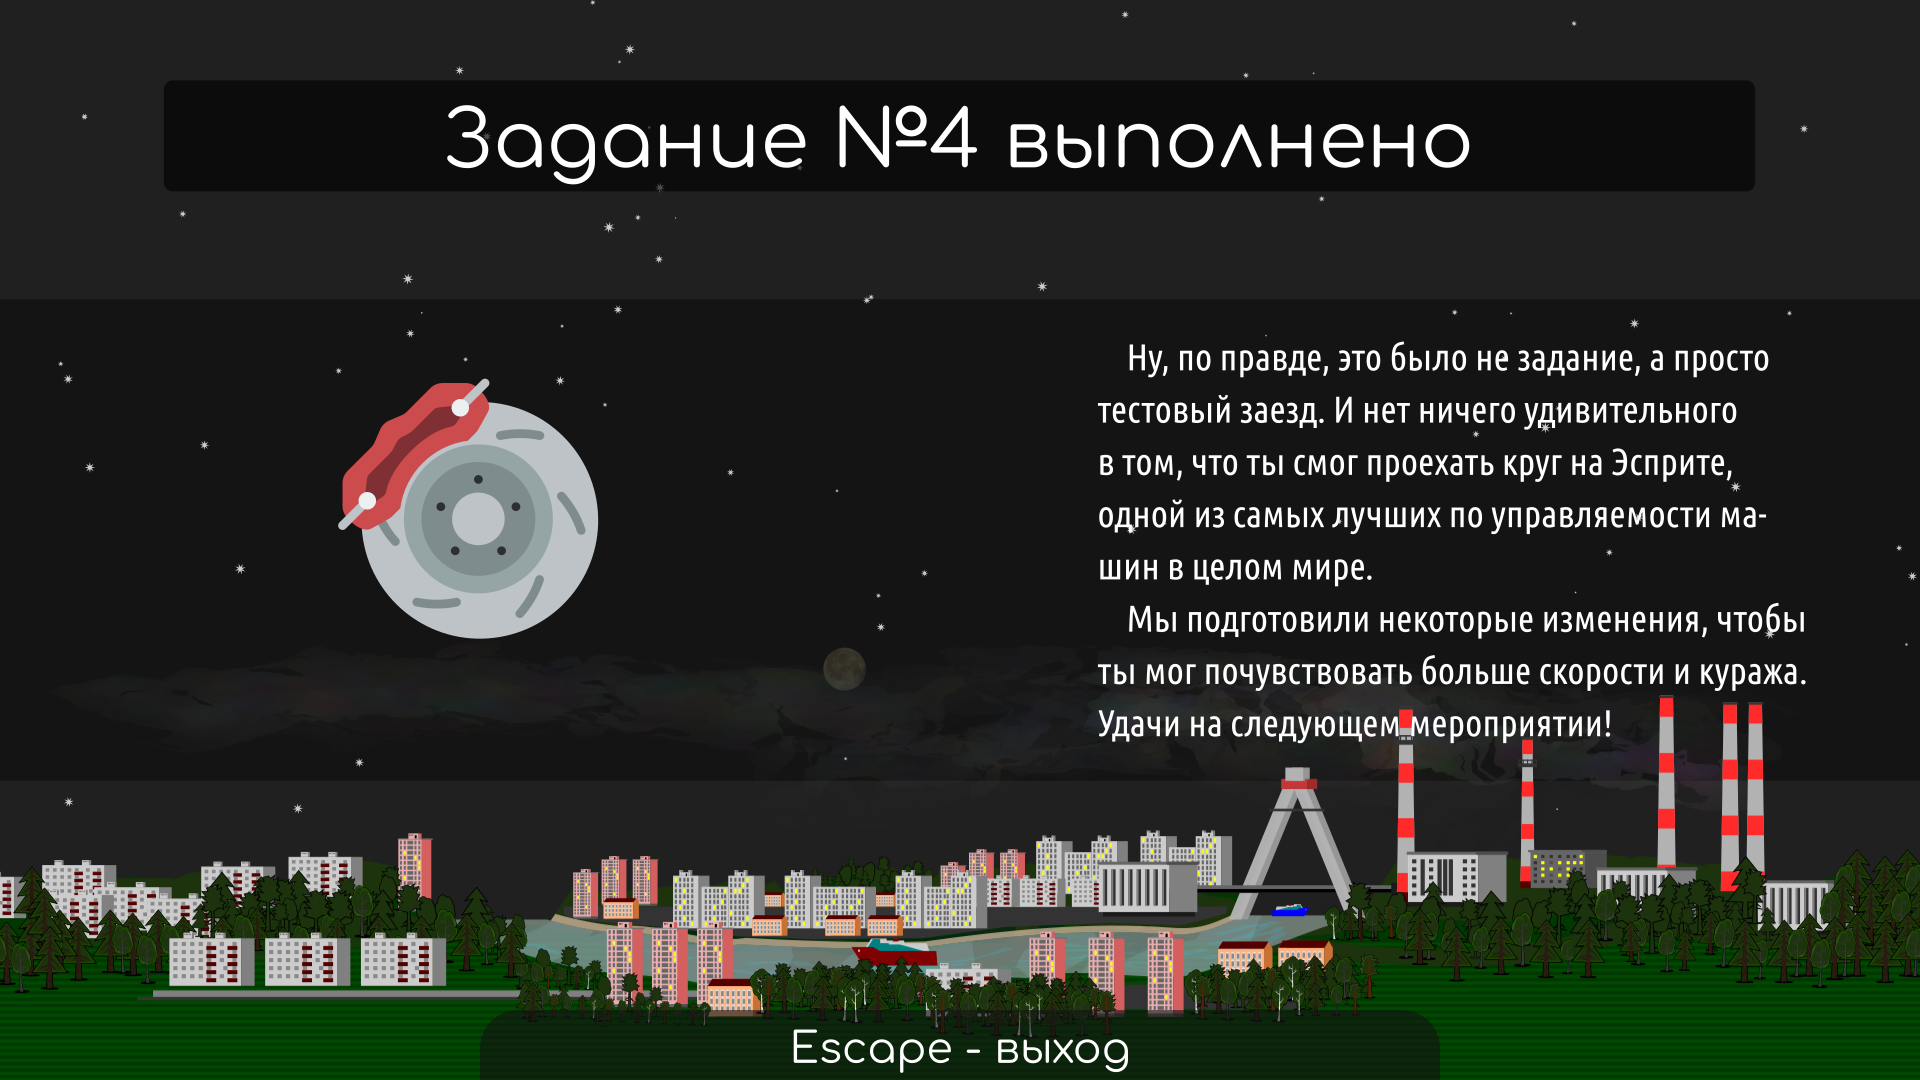 Задание №4 выполнено
Ну, по правде, это было не задание, а просто
тестовый заезд. И нет ничего удивительного
в том, что ты смог проехать круг на Эсприте,
одной из самых лучших по управляемости ма-
шин в целом мире.
Мы подготовили некоторые изменения, чтобы
ты мог почувствовать больше скорости и куража.
Удачи на следующем мероприятии!
Escape - выход